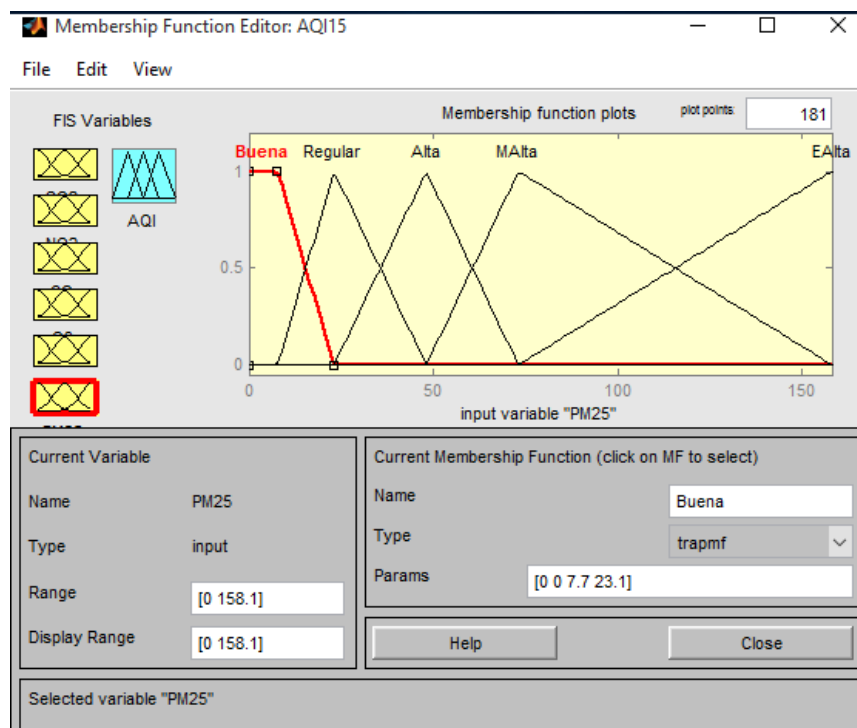 Membership Function Editor: AQI15
File Edit View
FIS Variables
AQI
Membership function plots
plot points:
181
Buena Regular Alta MAlta EAlta
1
0.5
0
0 50 100 150
input variable "PM25"
Current Variable
Name PM25
Type input
Range [0 158.1]
Display Range [0 158.1]
Current Membership Function (click on MF to select)
Name Buena
Type trapmf
Params [0 0 7.7 23.1]
Help Close
Selected variable "PM25"